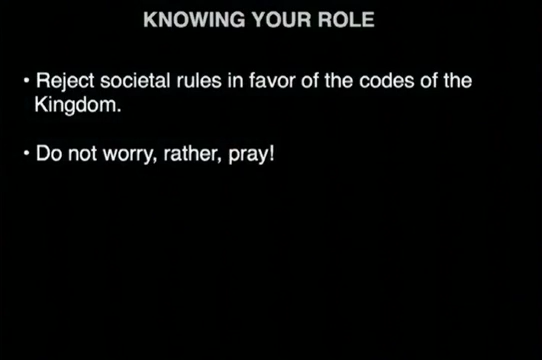 KNOWING YOUR ROLE
• Reject societal rules in favor of the codes of the
Kingdom.
• Do not worry, rather, pray!